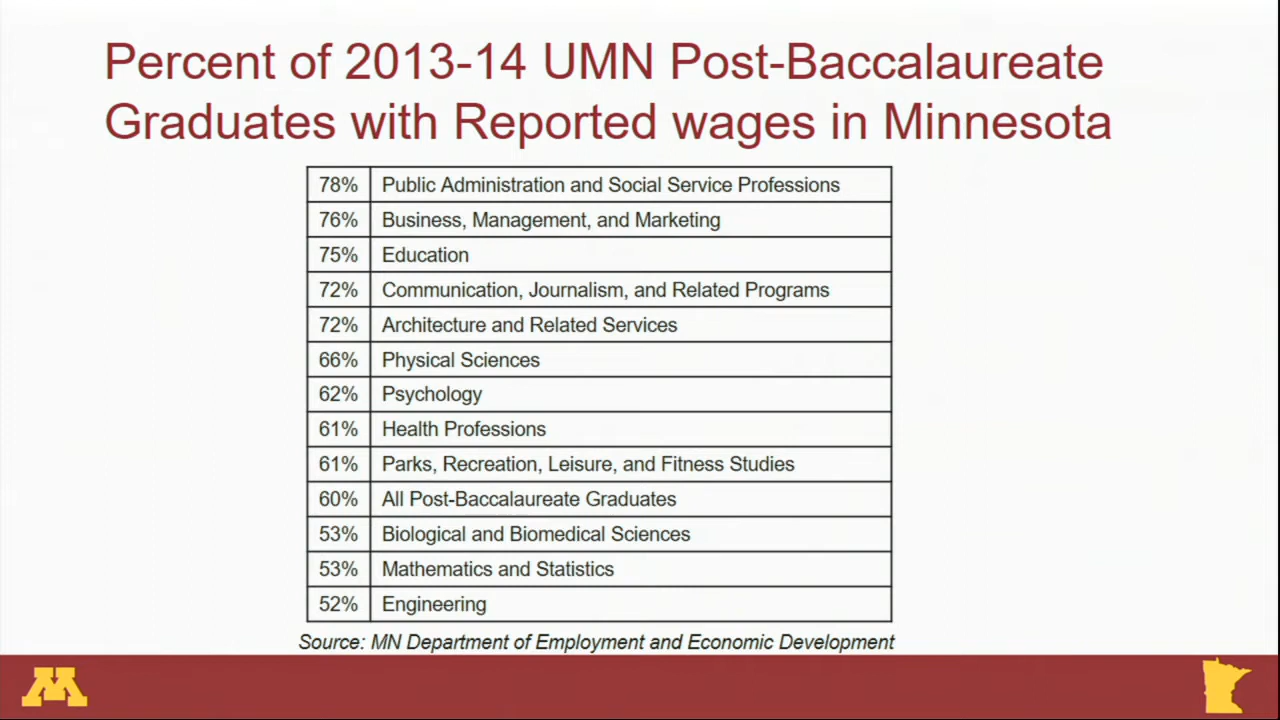 Percent of 2013-14 UMN Post-Baccalaureate
Graduates with Reported wages in Minnesota
78% Public Administration and Social Service Professions
76% Business, Management, and Marketing
75% Education
72% Communication, Journalism, and Related Programs
72% Architecture and Related Services
66% Physical Sciences
62% Psychology
61% Health Professions
61% Parks, Recreation, Leisure, and Fitness Studies
60% All Post-Baccalaureate Graduates
53% Biological and Biomedical Sciences
53% Mathematics and Statistics
52% Engineering
Source: MN Department of Employment and Economic Development
M